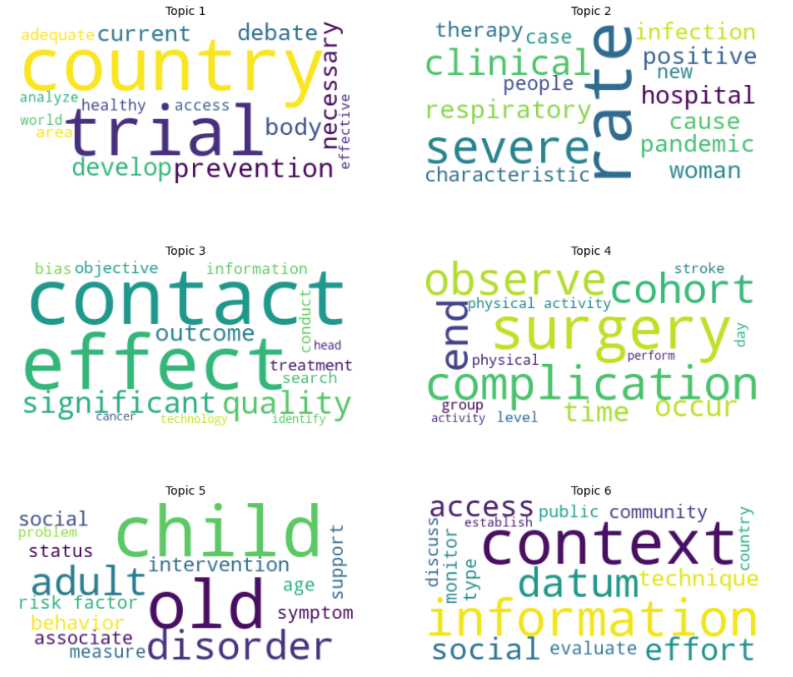 Topic 1
adequate current debate
country
necessary
analyze healthy access
world
area
trial
body
effective
develop prevention
Topic 2
therapy case
rate
infection
clinical
positive
people
new
respiratory
hospital
cause
severe
pandemic
characteristic
woman
Topic 3
bias objective information
contact
conduct
outcome
head
effect
treatment
search
significant quality
cancer technology identify
Topic 4
observe
stroke
cohort
end
physical activity
surgery
day
physical
perform
complication
group
time
occur
activity level
Topic 5
social
child
problem
support
status
intervention
adult
old
age
risk factor
symptom
behavior
associate
disorder
measure
Topic 6
access
public community
establish
discuss
context
country
monitor
type
datum
technique
information
social
evaluate
effort